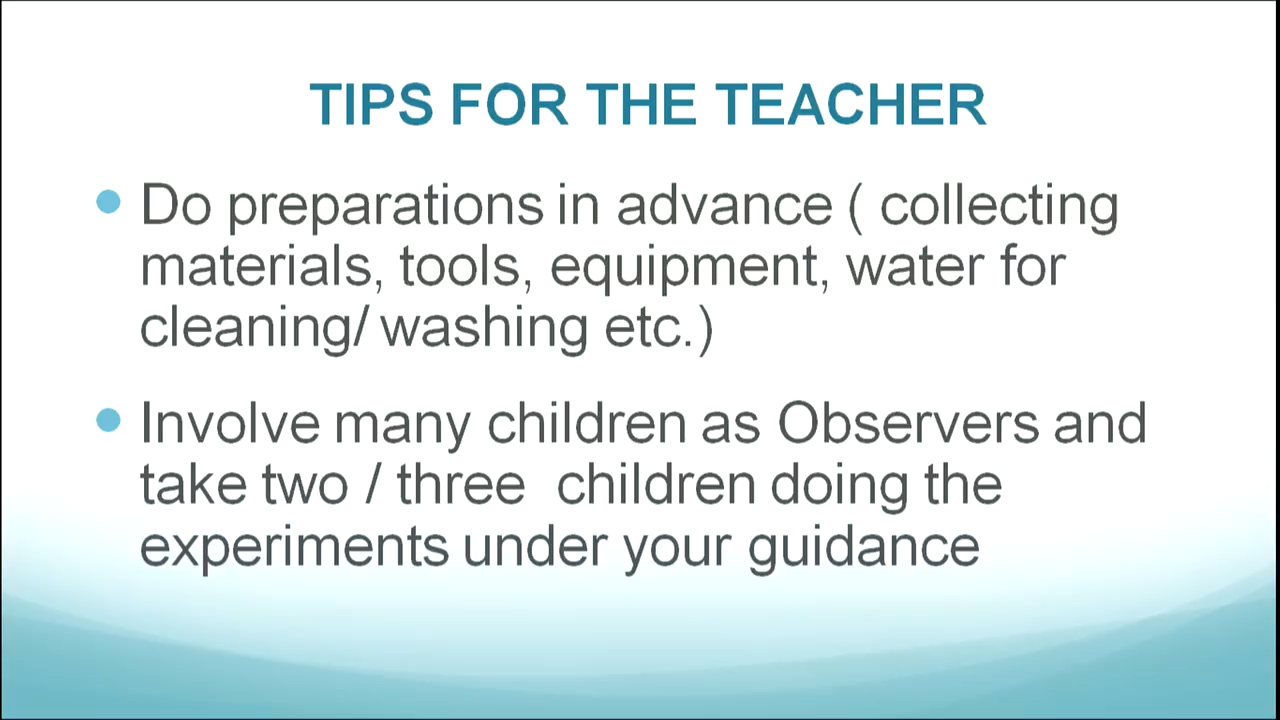 TIPS FOR THE TEACHER
Do preparations in advance ( collecting
materials, tools, equipment, water for
cleaning/ washing etc.)
Involve many children as Observers and
take two / three  children doing the
experiments under your guidance